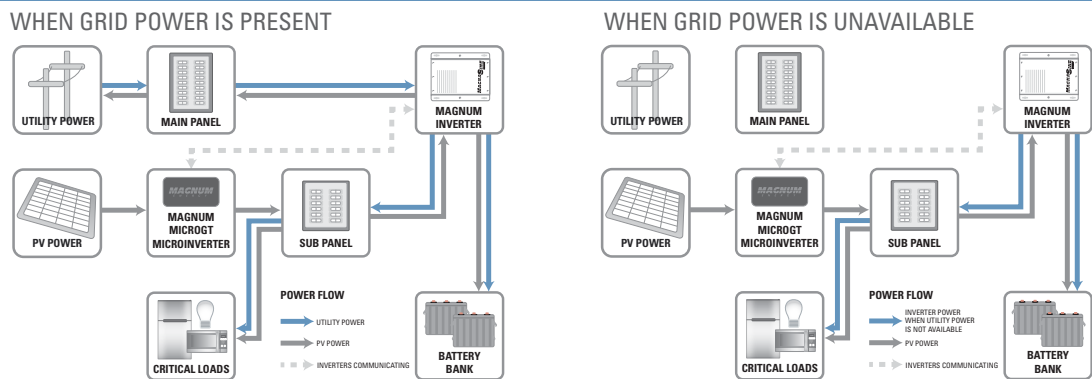 WHEN GRID POWER IS PRESENT
UTILITY POWER
MAIN PANEL
MAGNUM
INVERTER
PV POWER
MAGNUM
MAGNUM
MICROGT
MICROINVERTER
SUB PANEL
CRITICAL LOADS
POWER FLOW
UTILITY POWER
PV POWER
INVERTERS COMMUNICATING
BATTERY
BANK
WHEN GRID POWER IS UNAVAILABLE
UTILITY POWER
MAIN PANEL
MAGNUM
INVERTER
PV POWER
MAGNUM
MAGNUM
MICROGT
MICROINVERTER
SUB PANEL
CRITICAL LOADS
POWER FLOW
INVERTER POWER
WHEN UTILITY POWER
IS NOT AVAILABLE
PV POWER
INVERTERS COMMUNICATING
BATTERY
BANK